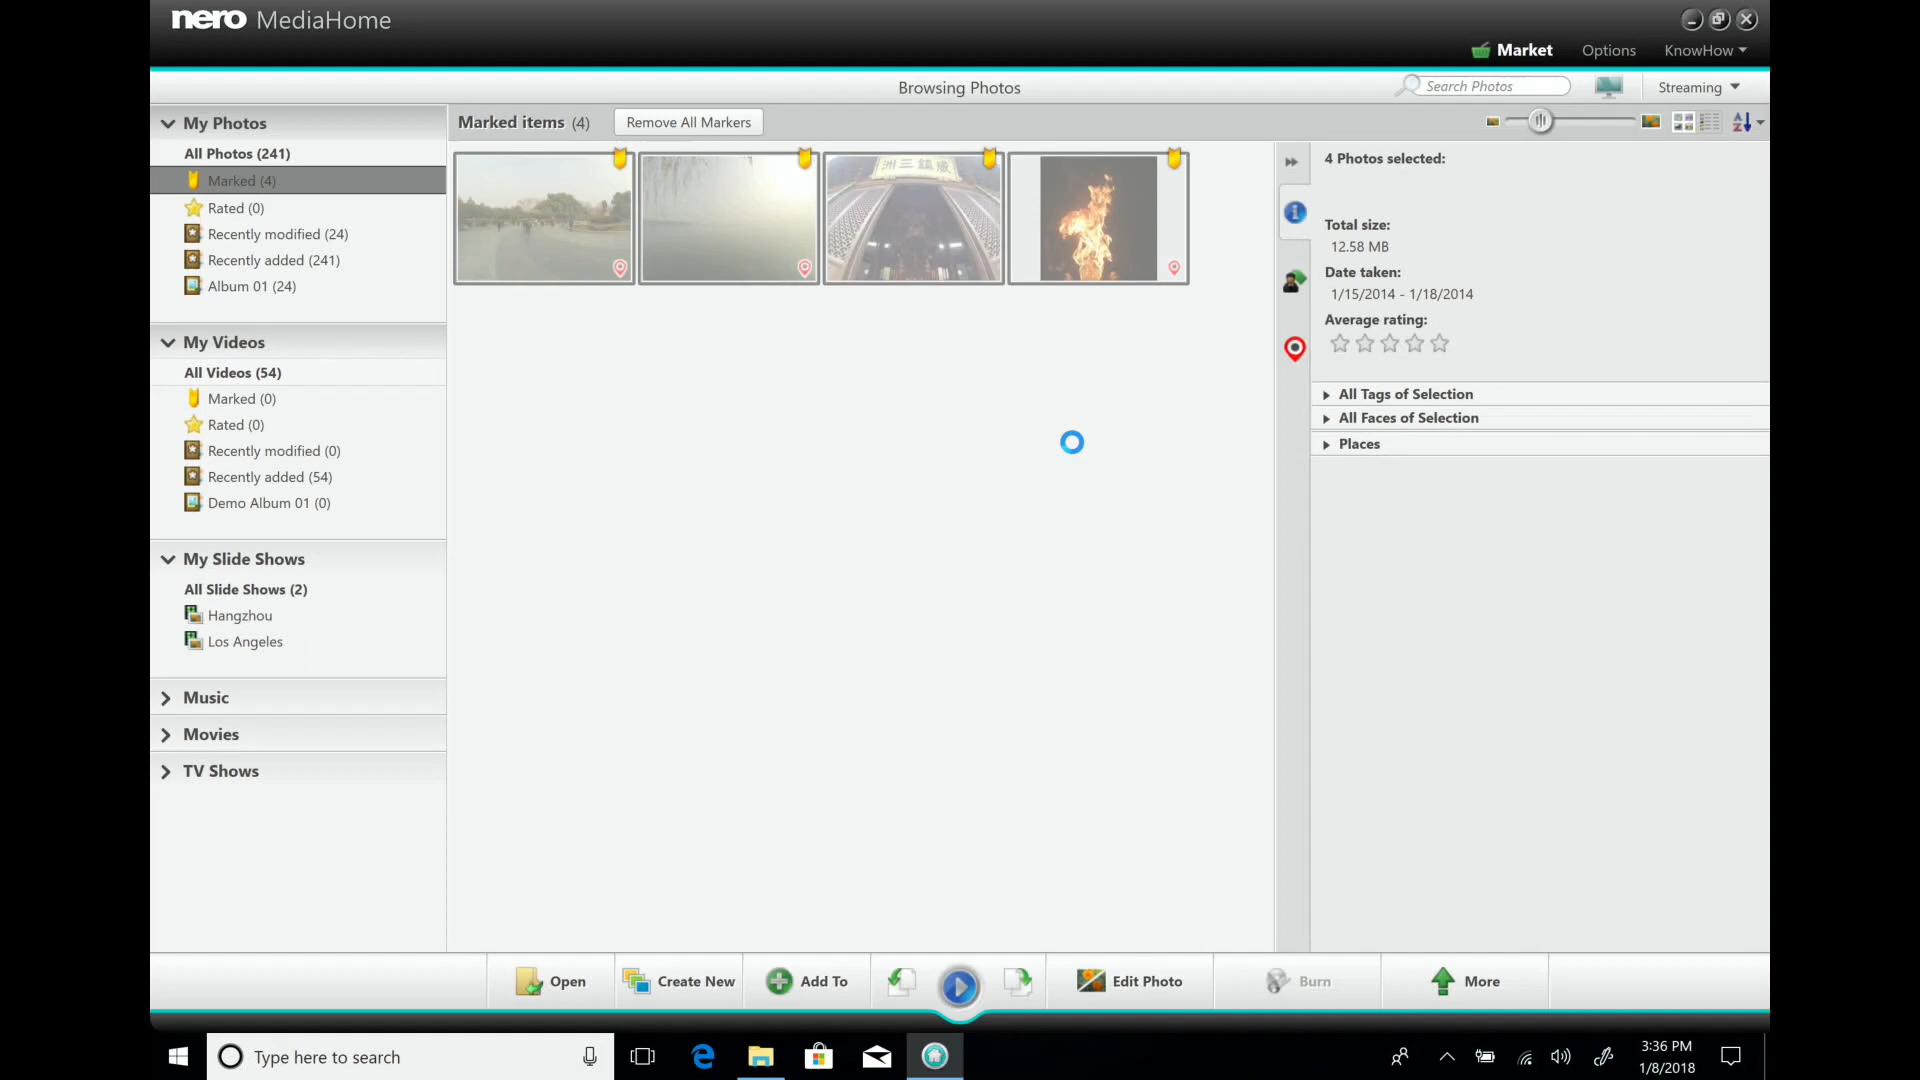 nero MediaHome
Market Options KnowHow
Browsing Photos
Search Photos
Streaming
My Photos
All Photos (241)
Marked (4)
Rated (0)
Recently modified (24)
Recently added (241)
Album 01 (24)
My Videos
All Videos (54)
Marked (0)
Rated (0)
Recently modified (0)
Recently added (54)
Demo Album 01 (0)
My Slide Shows
All Slide Shows (2)
Hangzhou
Los Angeles
Music
Movies
TV Shows
Marked items (4)
Remove All Markers
洲三鎮威
4 Photos selected:
Total size:
12.58 MB
Date taken:
1/15/2014 - 1/18/2014
Average rating:
All Tags of Selection
All Faces of Selection
Places
Open
Create New
Add To
Edit Photo
Burn
More
Type here to search
3:36 PM
1/8/2018